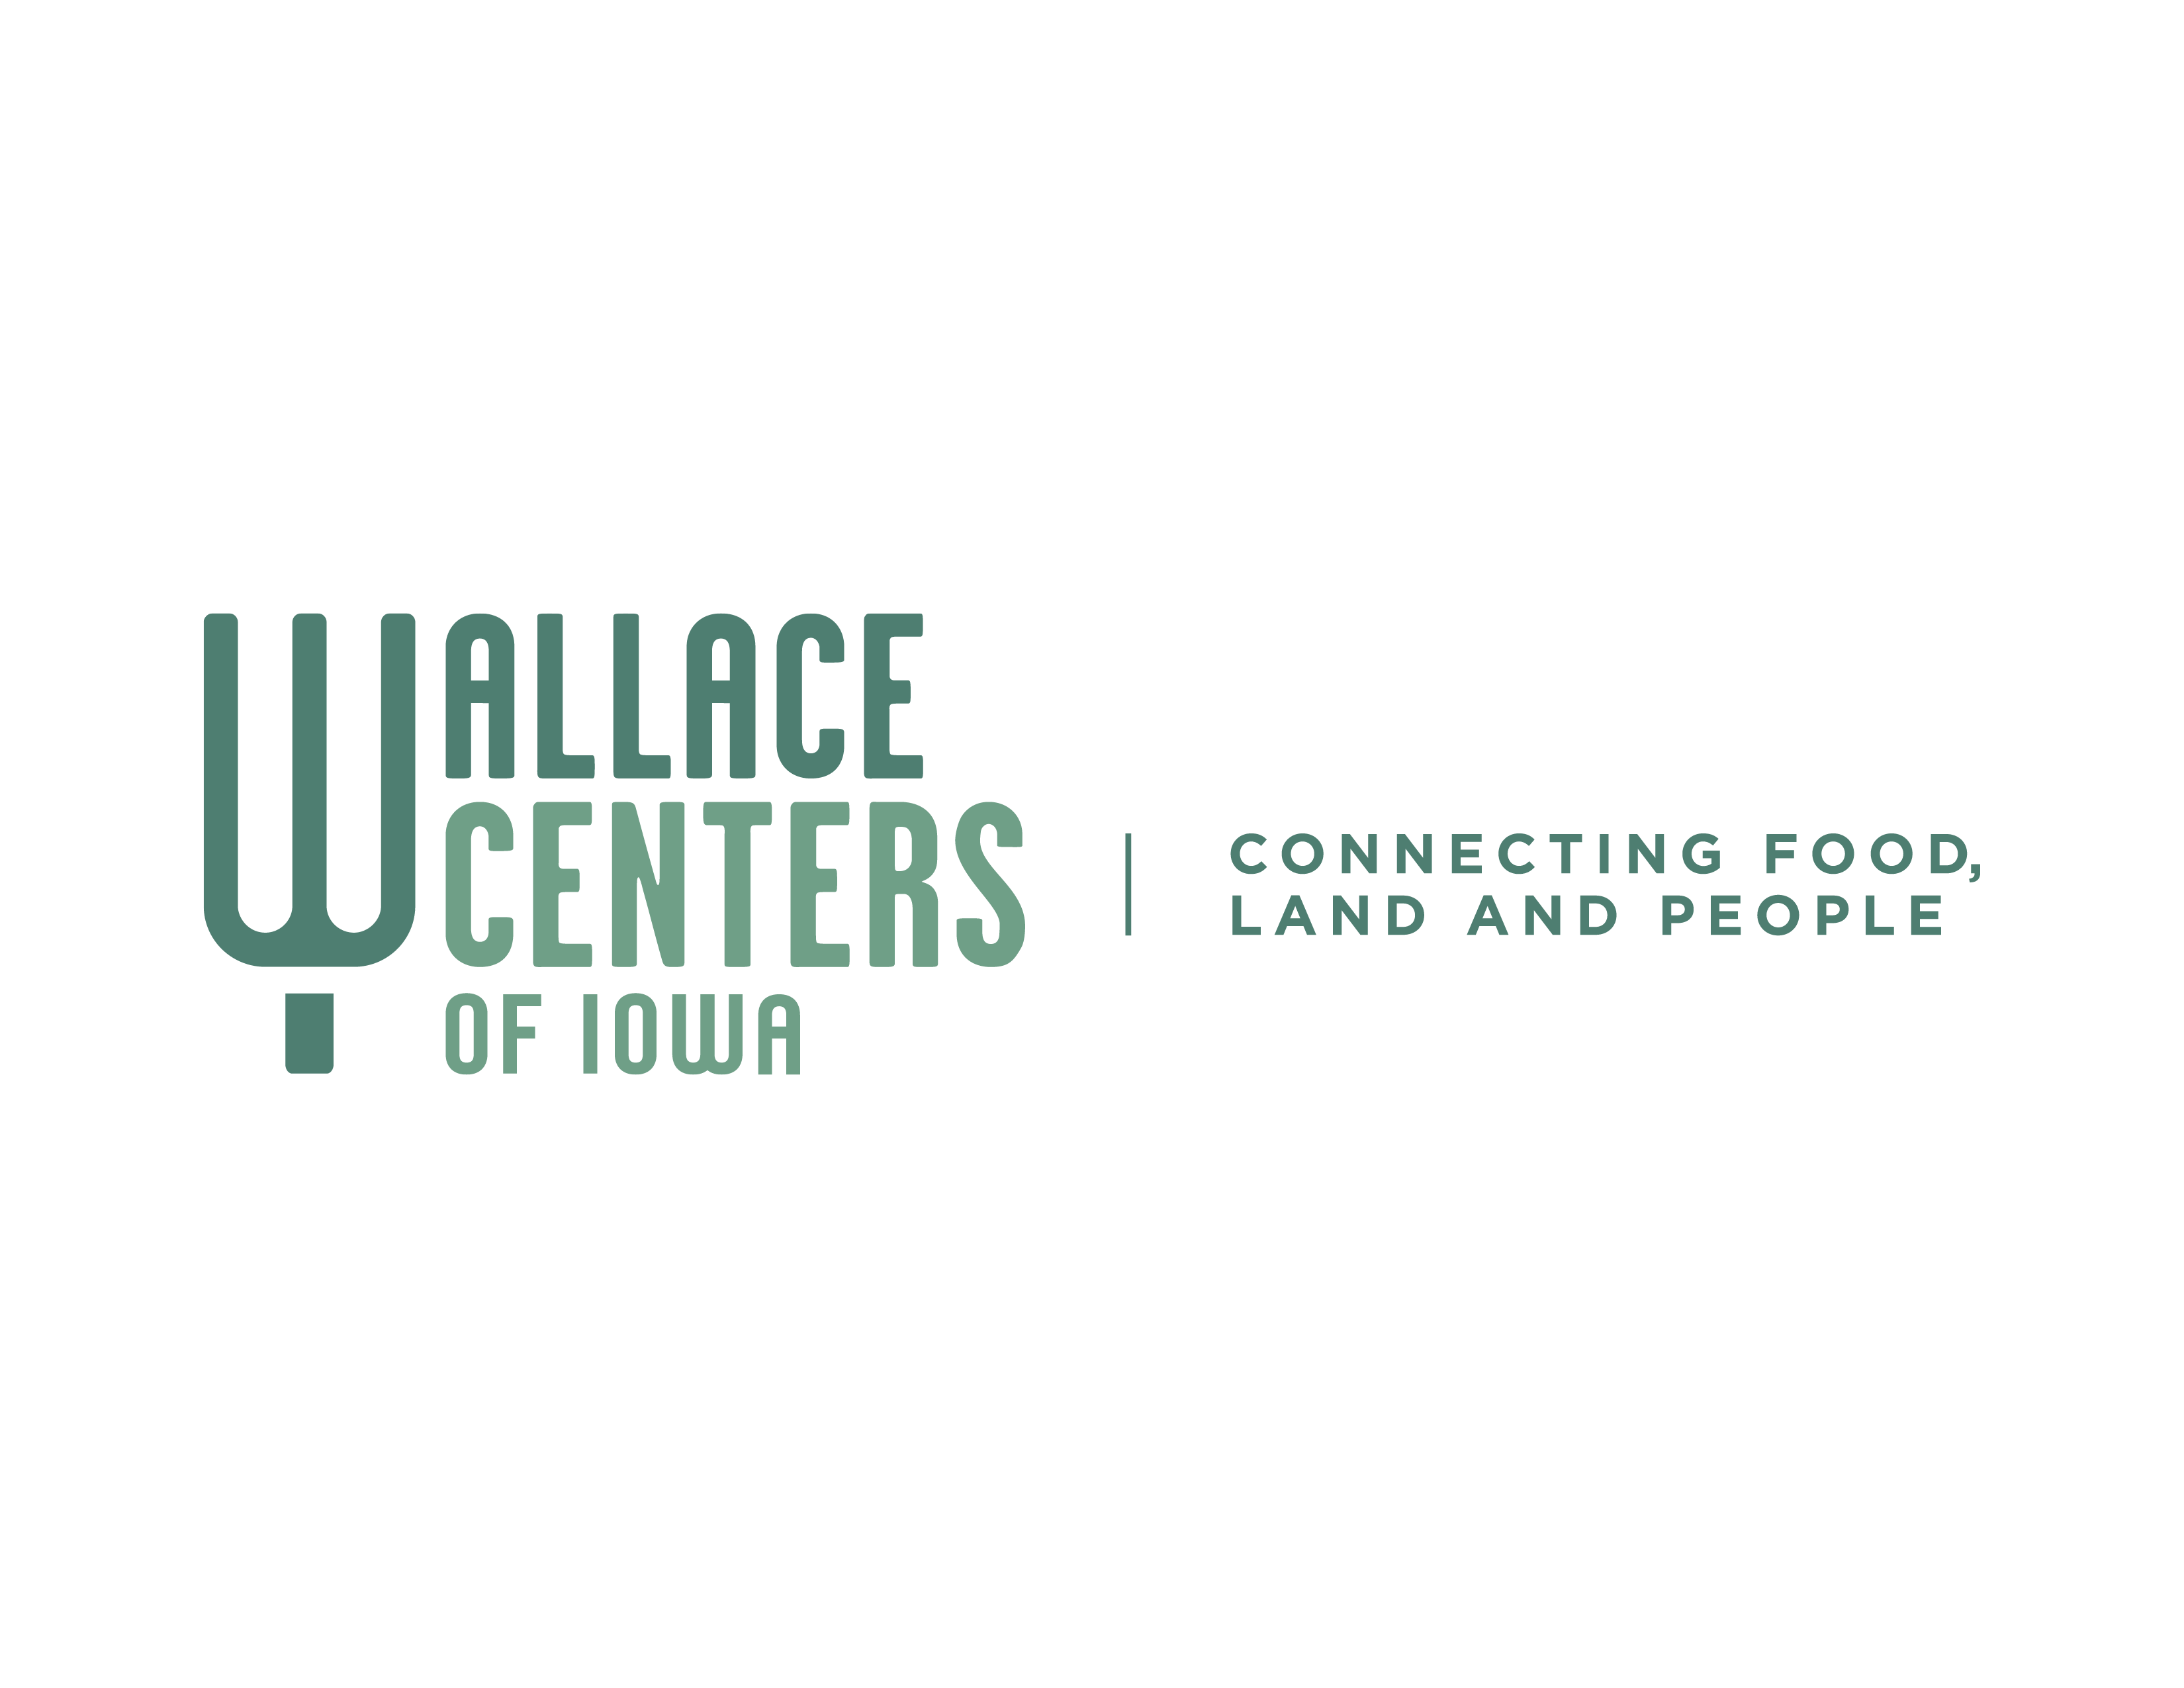 WALLACE
CENTERS
OF IOWA
CONNECTING FOOD,
LAND AND PEOPLE